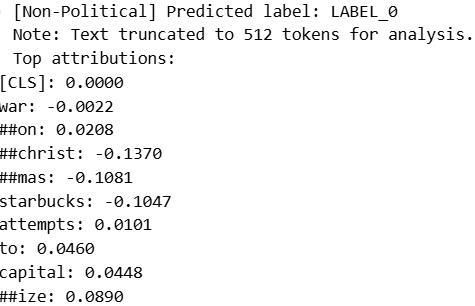 [Non-Political] Predicted label: LABEL_0
Note: Text truncated to 512 tokens for analysis.
Top attributions:
[CLS]: 0.0000
war: -0.0022
##on: 0.0208
##christ: -0.1370
##mas: -0.1081
starbucks: -0.1047
attempts: 0.0101
to: 0.0460
capital: 0.0448
##ize: 0.0890